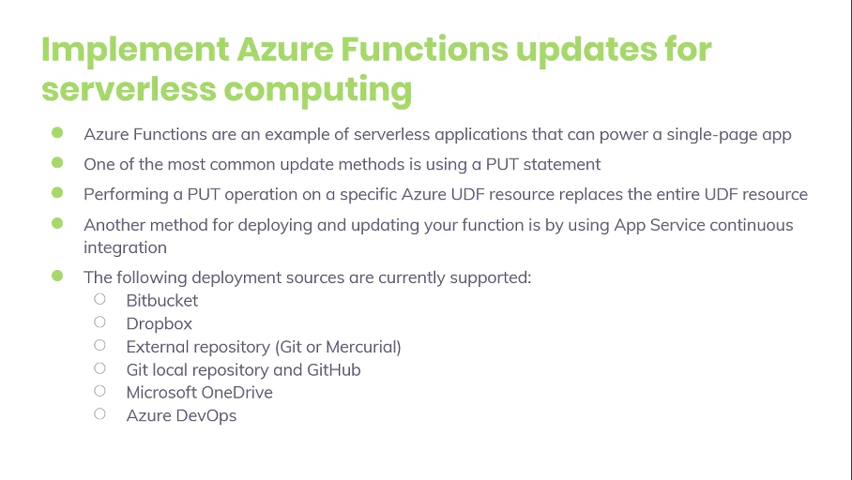 Implement Azure Functions updates for
serverless computing
Azure Functions are an example of serverless applications that can power a single-page app
One of the most common update methods is using a PUT statement
Performing a PUT operation on a specific Azure UDF resource replaces the entire UDF resource
Another method for deploying and updating your function is by using App Service continuous
integration
The following deployment sources are currently supported:
Bitbucket
Dropbox
External repository (Git or Mercurial)
Git local repository and GitHub
Microsoft OneDrive
Azure DevOps